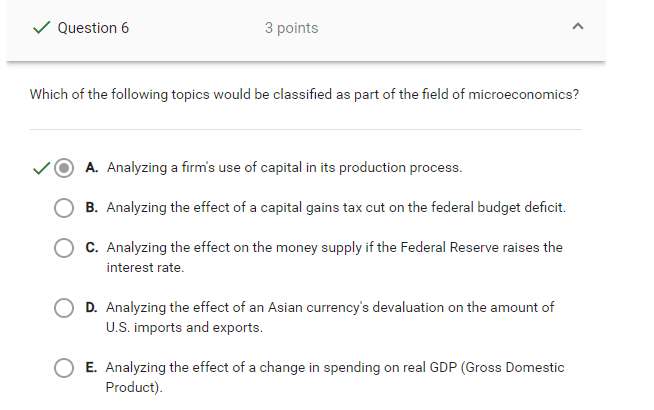 Question 6 3 points
Which of the following topics would be classified as part of the field of microeconomics?
A. Analyzing a firm's use of capital in its production process.
B. Analyzing the effect of a capital gains tax cut on the federal budget deficit.
C. Analyzing the effect on the money supply if the Federal Reserve raises the
interest rate.
D. Analyzing the effect of an Asian currency's devaluation on the amount of
U.S. imports and exports.
E. Analyzing the effect of a change in spending on real GDP (Gross Domestic
Product).